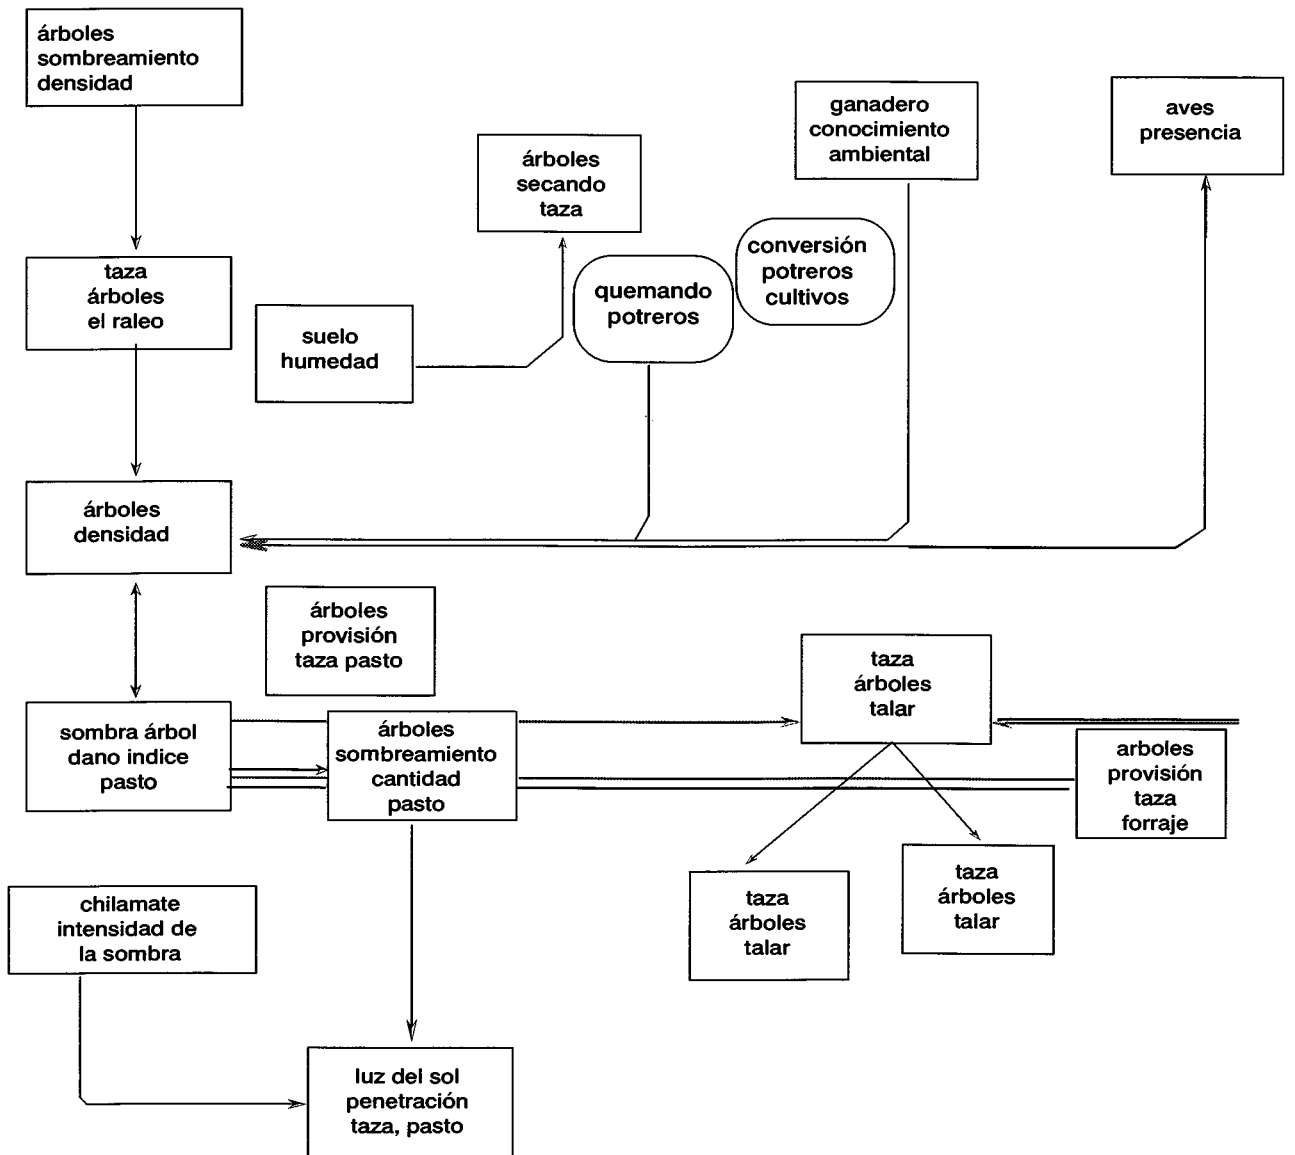 árboles
sombreamiento
densidad
ganadero
conocimiento
ambiental
aves
presencia
árboles
secando
taza
conversión
potreros
cultivos
taza
árboles
el raleo
quemando
potreros
suelo
humedad
árboles
densidad
árboles
provisión
taza pasto
taza
árboles
talar
sombra árbol
dano indice
pasto
árboles
sombreamiento
cantidad
pasto
arboles
provisión
taza
forraje
taza
árboles
talar
taza
árboles
talar
chilamate
intensidad de
la sombra
luz del sol
penetración
taza, pasto